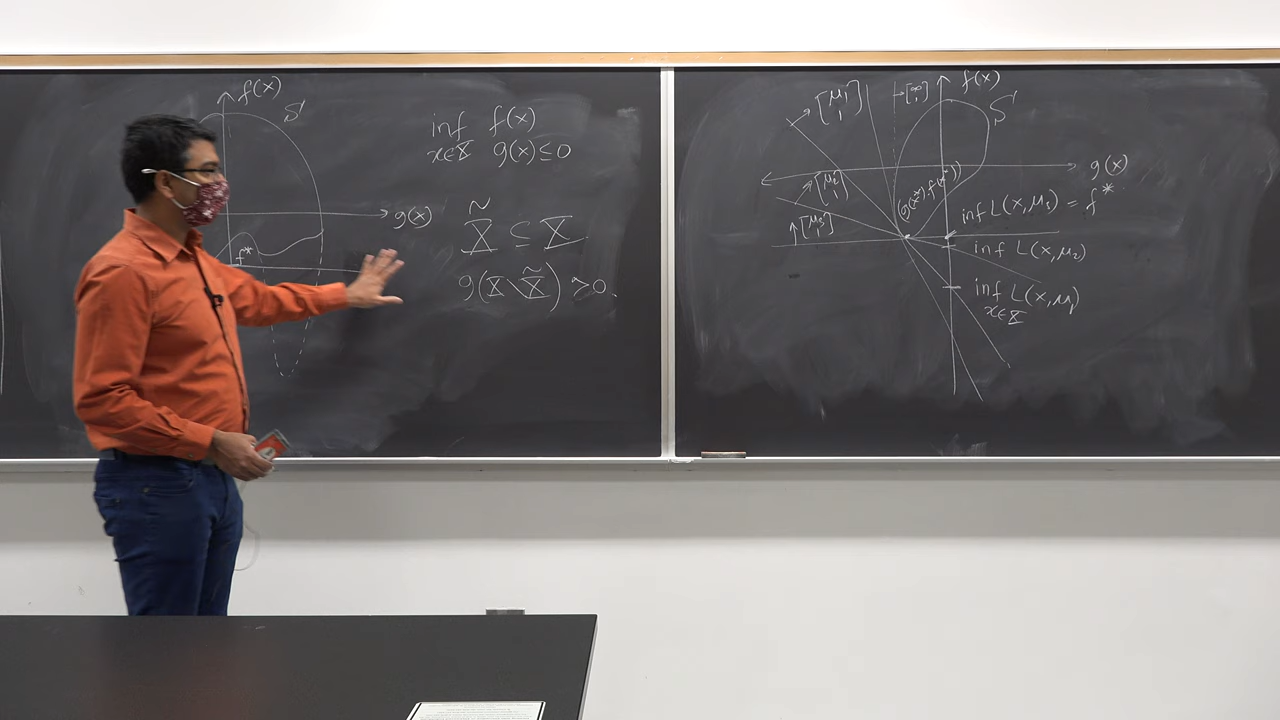 f(x)
S
inf f(x)
x∈X g(x)≤0
g(x)
X̃ ⊆ X
f*
g(X\X̃) >0.
[μ1 1]
[∞ 1]
f(x)
S
g(x)
[μ2 1]
(g(x*), f(x*))
[μ3 1]
inf L(x,μ3) = f*
inf L(x,μ2)
inf L(x,μ1)
x∈X